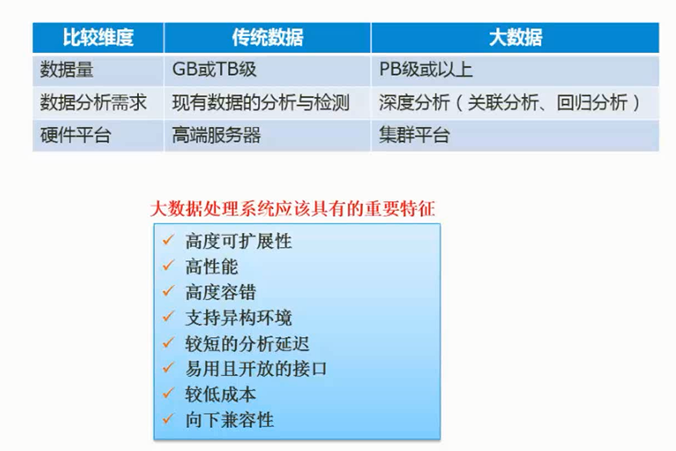 比较维度 传统数据 大数据
数据量 GB或TB级 PB级或以上
数据分析需求 现有数据的分析与检测 深度分析（关联分析、回归分析）
硬件平台 高端服务器 集群平台
大数据处理系统应该具有的重要特征
✓ 高度可扩展性
✓ 高性能
✓ 高度容错
✓ 支持异构环境
✓ 较短的分析延迟
✓ 易用且开放的接口
✓ 较低成本
✓ 向下兼容性